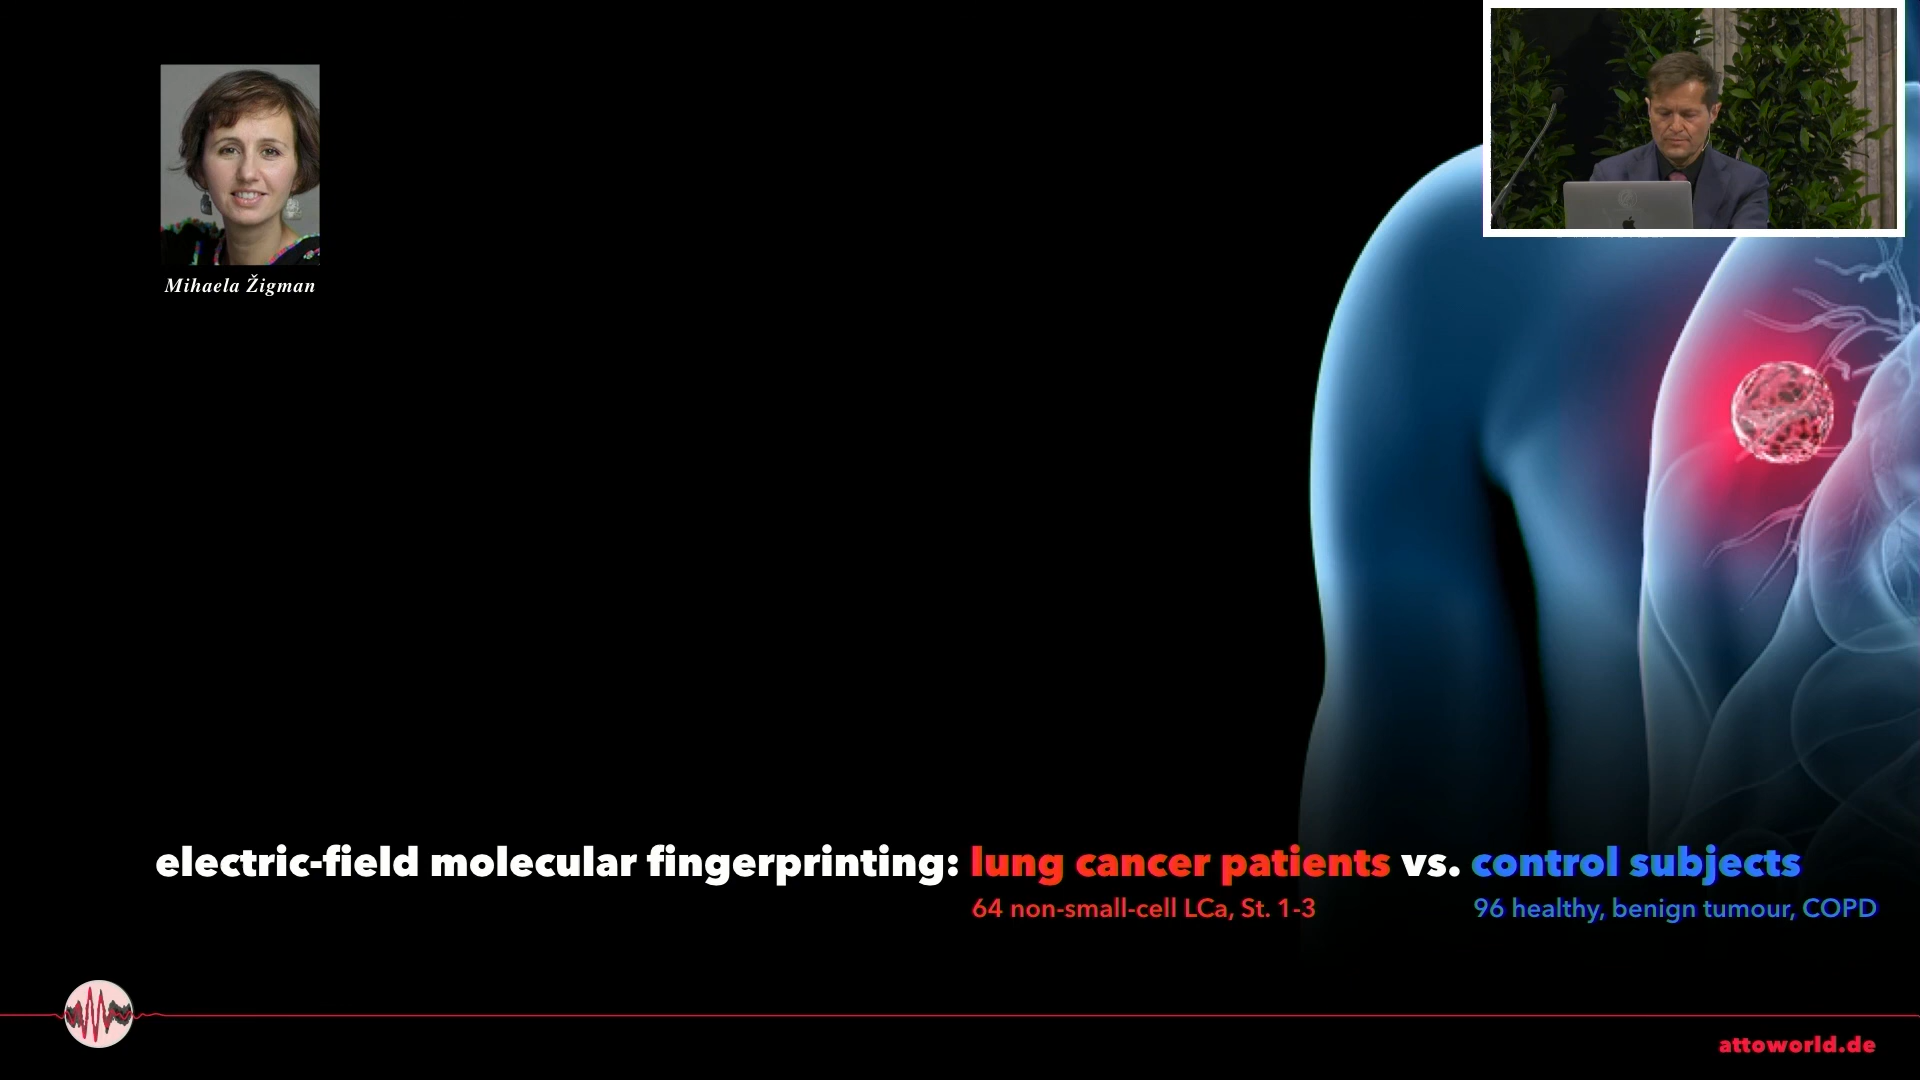 Mihaela Žigman
electric-field molecular fingerprinting: lung cancer patients vs. control subjects
64 non-small-cell LCa, St. 1-3
96 healthy, benign tumour, COPD
attoworld.de